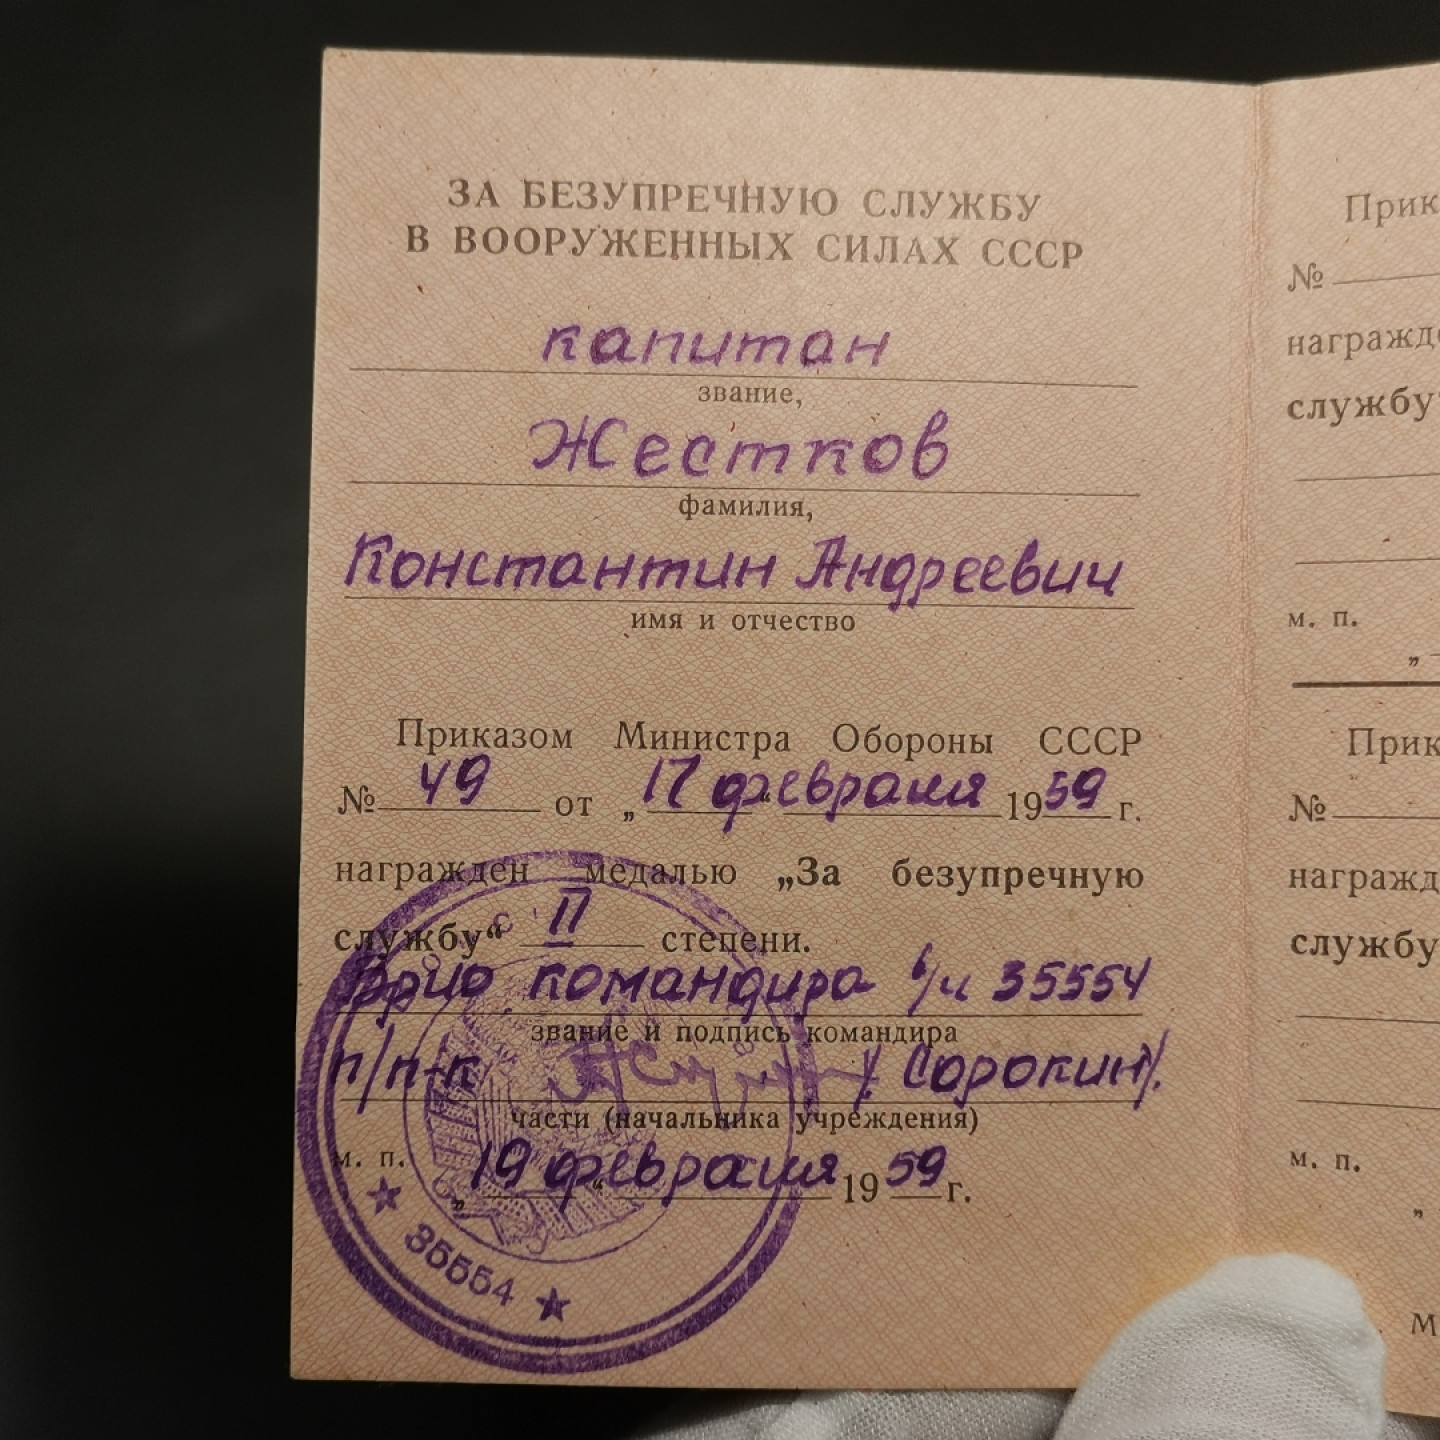 ЗА БЕЗУПРЕЧНУЮ СЛУЖБУ
В ВООРУЖЕННЫХ СИЛАХ СССР
капитан
звание,
Жестков
фамилия,
Константин Андреевич
имя и отчество
Приказом Министра Обороны СССР
№ 49 от „17 февраля“ 1959 г.
награжден медалью „За безупречную
службу“ II степени.
Врио командира в/ч 35554
звание и подпись командира
п/п-к /Сорокин/.
части (начальника учреждения)
м. п.
„19 февраля“ 1959 г.
★ 35554 ★
Прик
№
награжд
службу“
м. п.
„
Прик
№
награжд
службу
м. п.
„
М